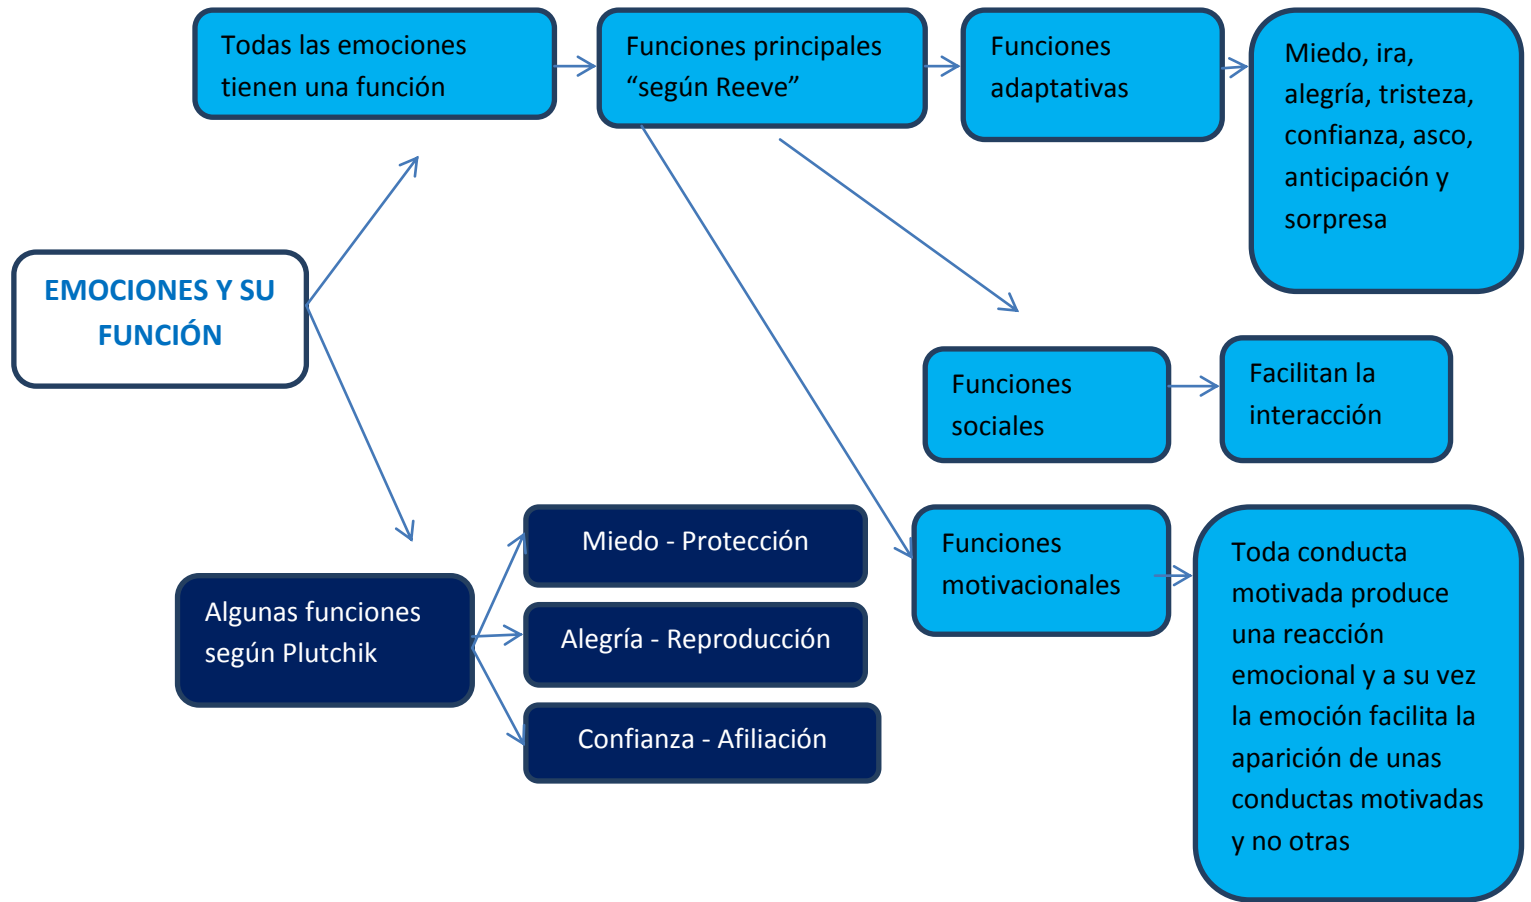 Todas las emociones
tienen una función
Funciones principales
“según Reeve”
Funciones
adaptativas
Miedo, ira,
alegría, tristeza,
confianza, asco,
anticipación y
sorpresa
EMOCIONES Y SU
FUNCIÓN
Funciones
sociales
Facilitan la
interacción
Funciones
motivacionales
Toda conducta
motivada produce
una reacción
emocional y a su vez
la emoción facilita la
aparición de unas
conductas motivadas
y no otras
Algunas funciones
según Plutchik
Miedo - Protección
Alegría - Reproducción
Confianza - Afiliación